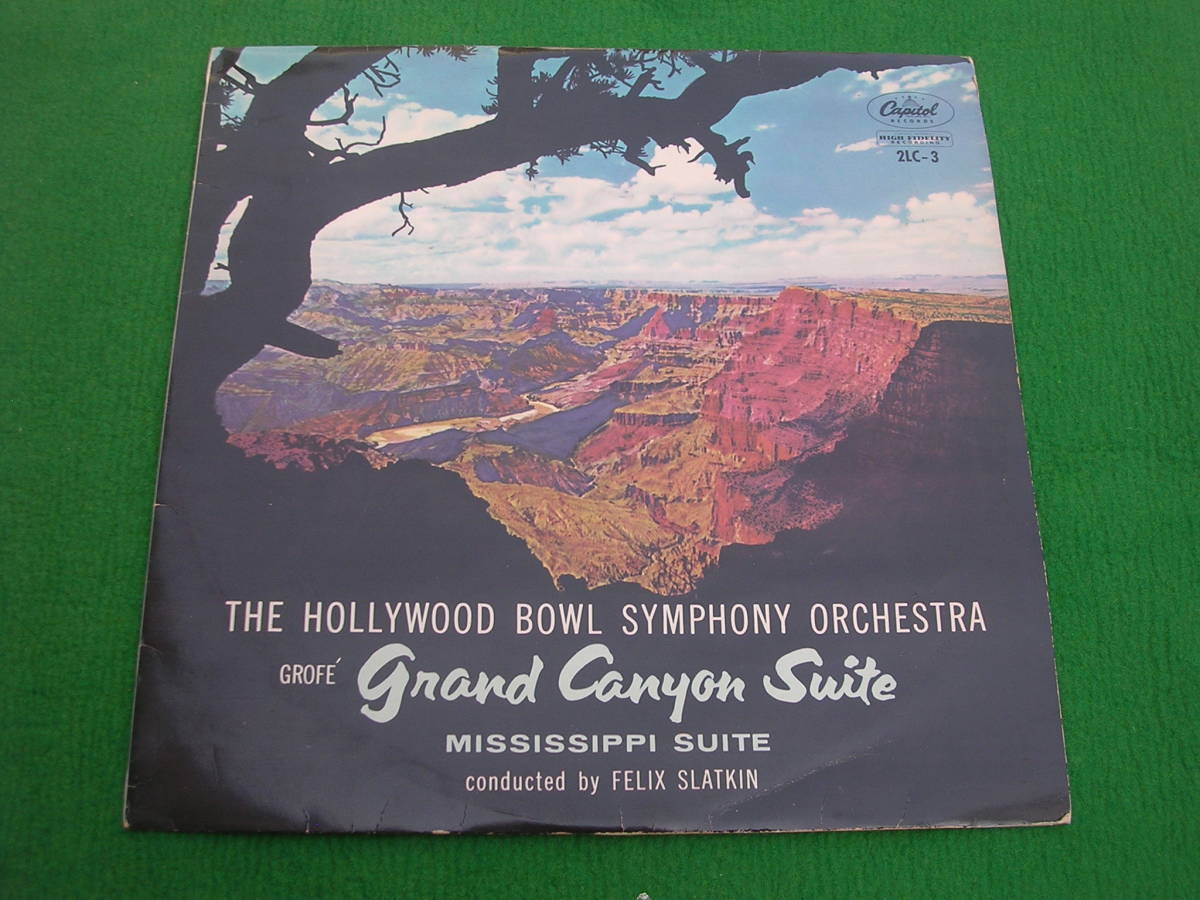 Capitol
RECORDS
HIGH FIDELITY
RECORDING
2LC-3
THE HOLLYWOOD BOWL SYMPHONY ORCHESTRA
GROFÉ Grand Canyon Suite
MISSISSIPPI SUITE
conducted by FELIX SLATKIN